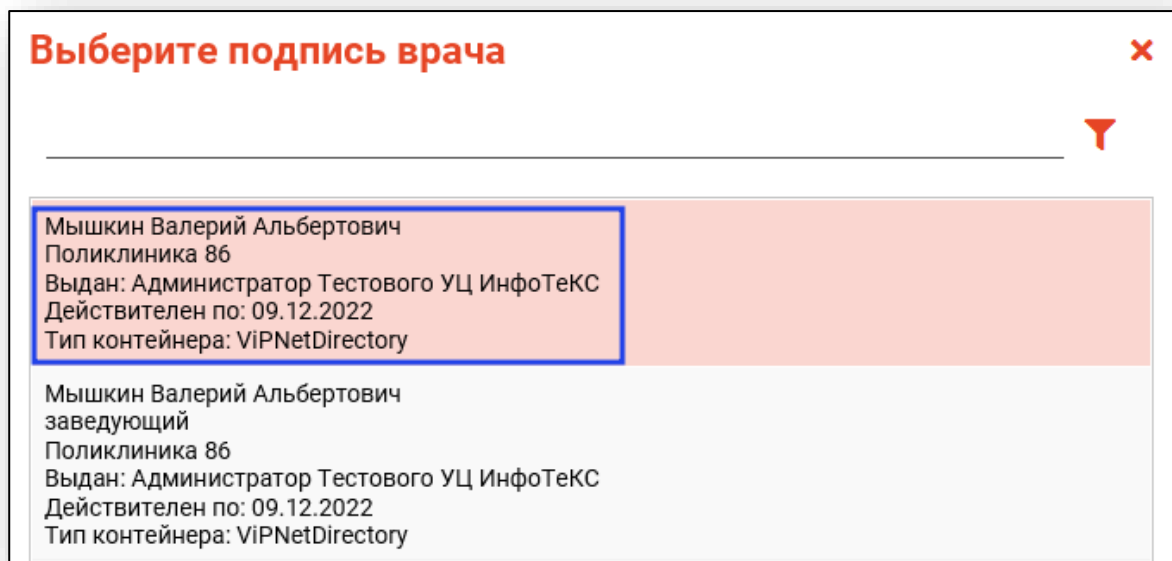 Выберите подпись врача
Мышкин Валерий Альбертович
Поликлиника 86
Выдан: Администратор Тестового УЦ ИнфоТеКС
Действителен по: 09.12.2022
Тип контейнера: ViPNetDirectory
Мышкин Валерий Альбертович
заведующий
Поликлиника 86
Выдан: Администратор Тестового УЦ ИнфоТеКС
Действителен по: 09.12.2022
Тип контейнера: ViPNetDirectory